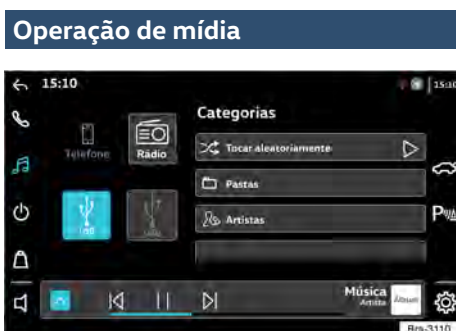 Operação de mídia
15:10
15:10
Telefone
Rádio
Categorias
Tocar aleatoriamente
Pastas
USB
Artistas
Música
Artista
Álbum
Brs-3110